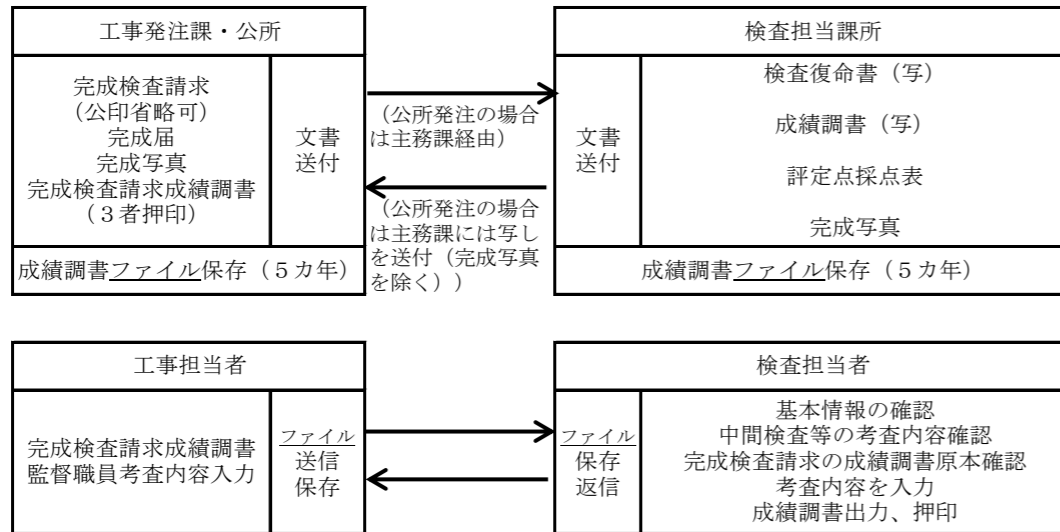 工事発注課・公所
完成検査請求
（公印省略可）
完成届
完成写真
完成検査請求成績調書
（３者押印）
文書
送付
成績調書ファイル保存（５カ年）
（公所発注の場合
は主務課経由）
（公所発注の場合
は主務課には写し
を送付（完成写真
を除く））
検査担当課所
文書
送付
検査復命書（写）
成績調書（写）
評定点採点表
完成写真
成績調書ファイル保存（５カ年）
工事担当者
完成検査請求成績調書
監督職員考査内容入力
ファイル
送信
保存
検査担当者
ファイル
保存
返信
基本情報の確認
中間検査等の考査内容確認
完成検査請求の成績調書原本確認
考査内容を入力
成績調書出力、押印